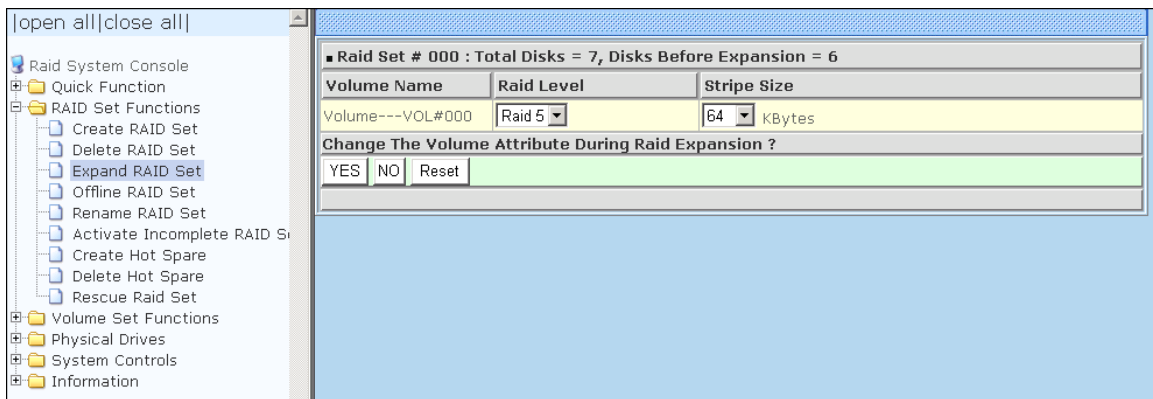 |open all|close all|
Raid System Console
Quick Function
RAID Set Functions
Create RAID Set
Delete RAID Set
Expand RAID Set
Offline RAID Set
Rename RAID Set
Activate Incomplete RAID
Create Hot Spare
Delete Hot Spare
Rescue Raid Set
Volume Set Functions
Physical Drives
System Controls
Information
Raid Set # 000 : Total Disks = 7, Disks Before Expansion = 6
Volume Name Raid Level Stripe Size
Volume---VOL#000 Raid 5 64 KBytes
Change The Volume Attribute During Raid Expansion ?
YES NO Reset